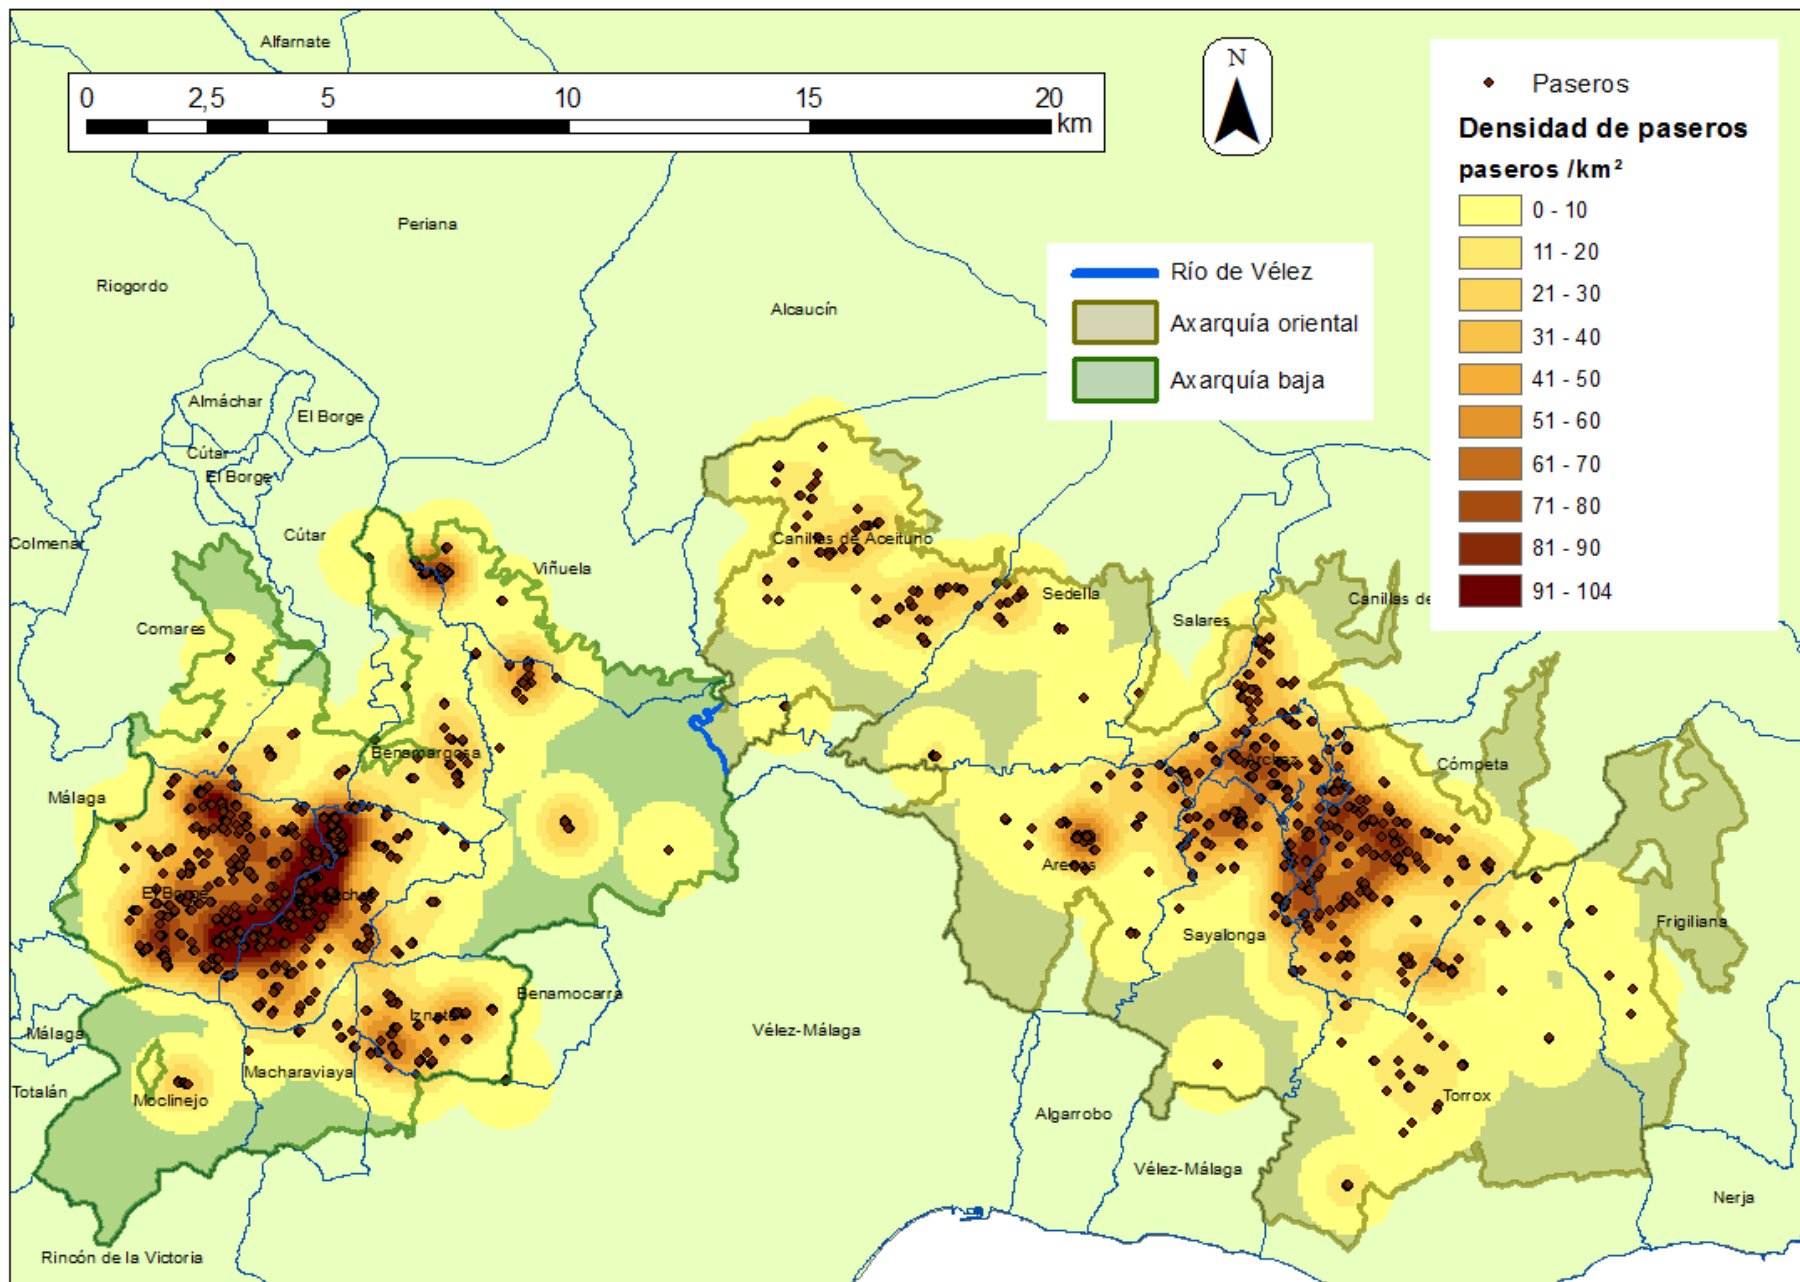 Alfarnate
0 2,5 5 10 15 20
km
N
Paseros
Densidad de paseros
paseros /km²
0 - 10
11 - 20
21 - 30
31 - 40
41 - 50
51 - 60
61 - 70
71 - 80
81 - 90
91 - 104
Río de Vélez
Axarquía oriental
Axarquía baja
Periana
Riogordo
Alcaucín
Almáchar
El Borge
Cútar
El Borge
Cútar
Colmenar
Viñuela
Canillas de Aceituno
Sedella
Salares
Canillas de
Comares
Benamargosa
Málaga
Cómpeta
Arenas
El Borge
Sayalonga
Frigiliana
Benamocarra
Iznate
Vélez-Málaga
Málaga
Macharaviaya
Moclinejo
Totalán
Torrox
Algarrobo
Vélez-Málaga
Nerja
Rincón de la Victoria